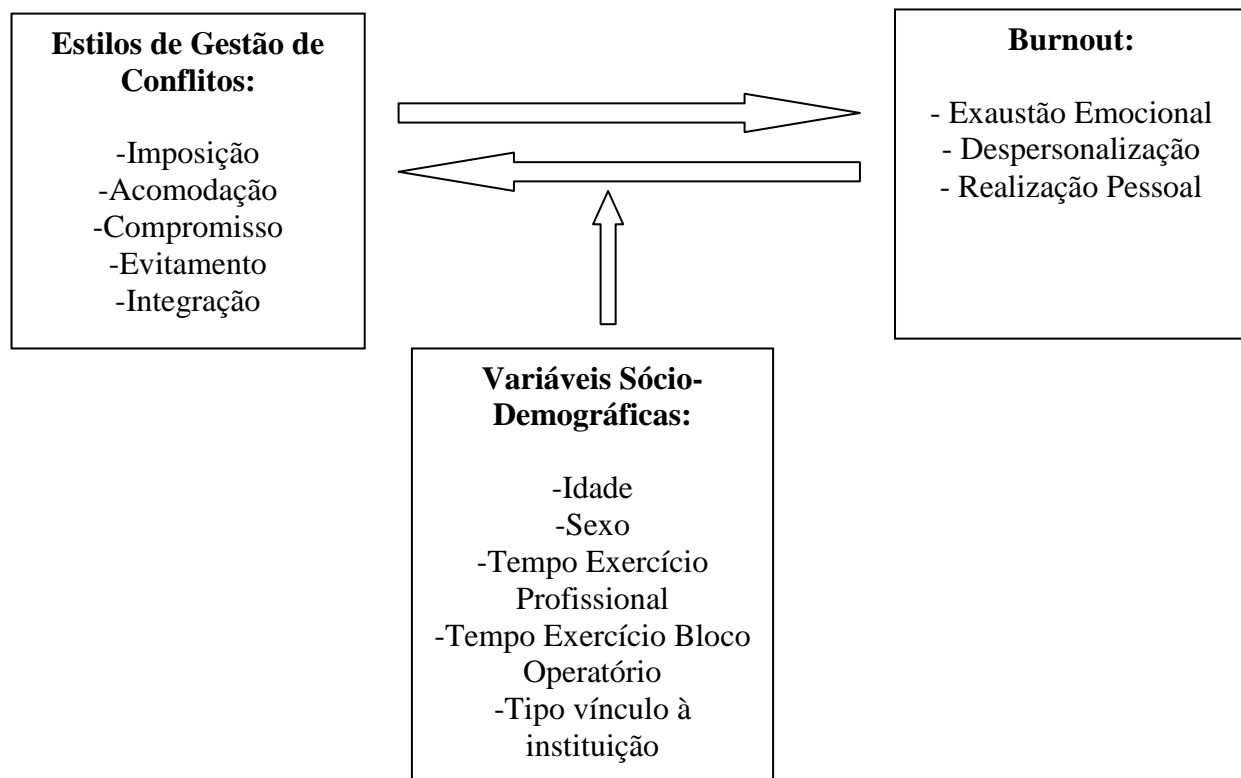 Estilos de Gestão de
Conflitos:
-Imposição
-Acomodação
-Compromisso
-Evitamento
-Integração
Burnout:
- Exaustão Emocional
- Despersonalização
- Realização Pessoal
Variáveis Sócio-
Demográficas:
-Idade
-Sexo
-Tempo Exercício
Profissional
-Tempo Exercício Bloco
Operatório
-Tipo vínculo à
instituição